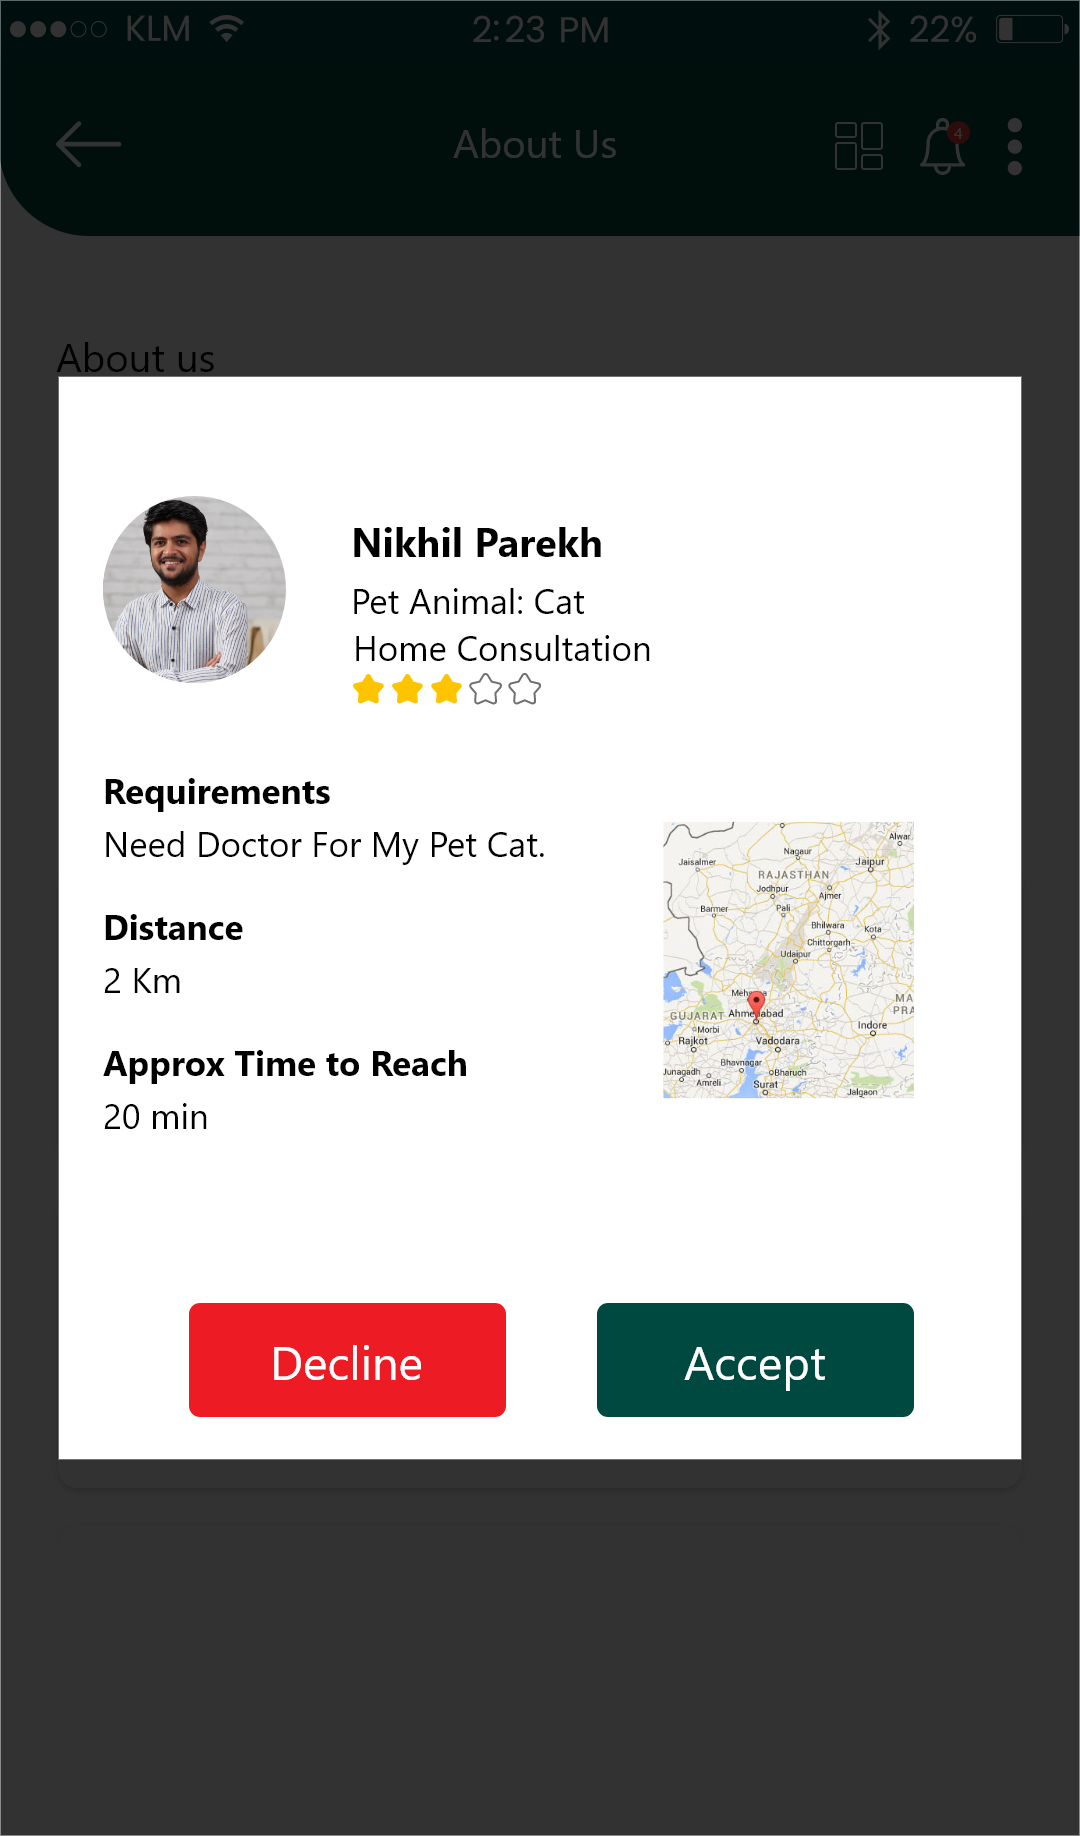 KLM 2:23 PM 22%
About Us 4
About us
Nikhil Parekh
Pet Animal: Cat
Home Consultation
Requirements
Need Doctor For My Pet Cat.
Distance
2 Km
Approx Time to Reach
20 min
Alwar
Nagaur
Jaisalmer
Jaipur
RAJASTHAN
Jodhpur
Ajmer
Barmer
Pali
Bhilwara
Kota
Chittorgarh
Udaipur
MA
PRA
GUJARAT
Morbi
Indore
Rajkot
Vadodara
Bhavnagar
Bharuch
Junagadh
Amreli
Surat
Jalgaon
Decline
Accept